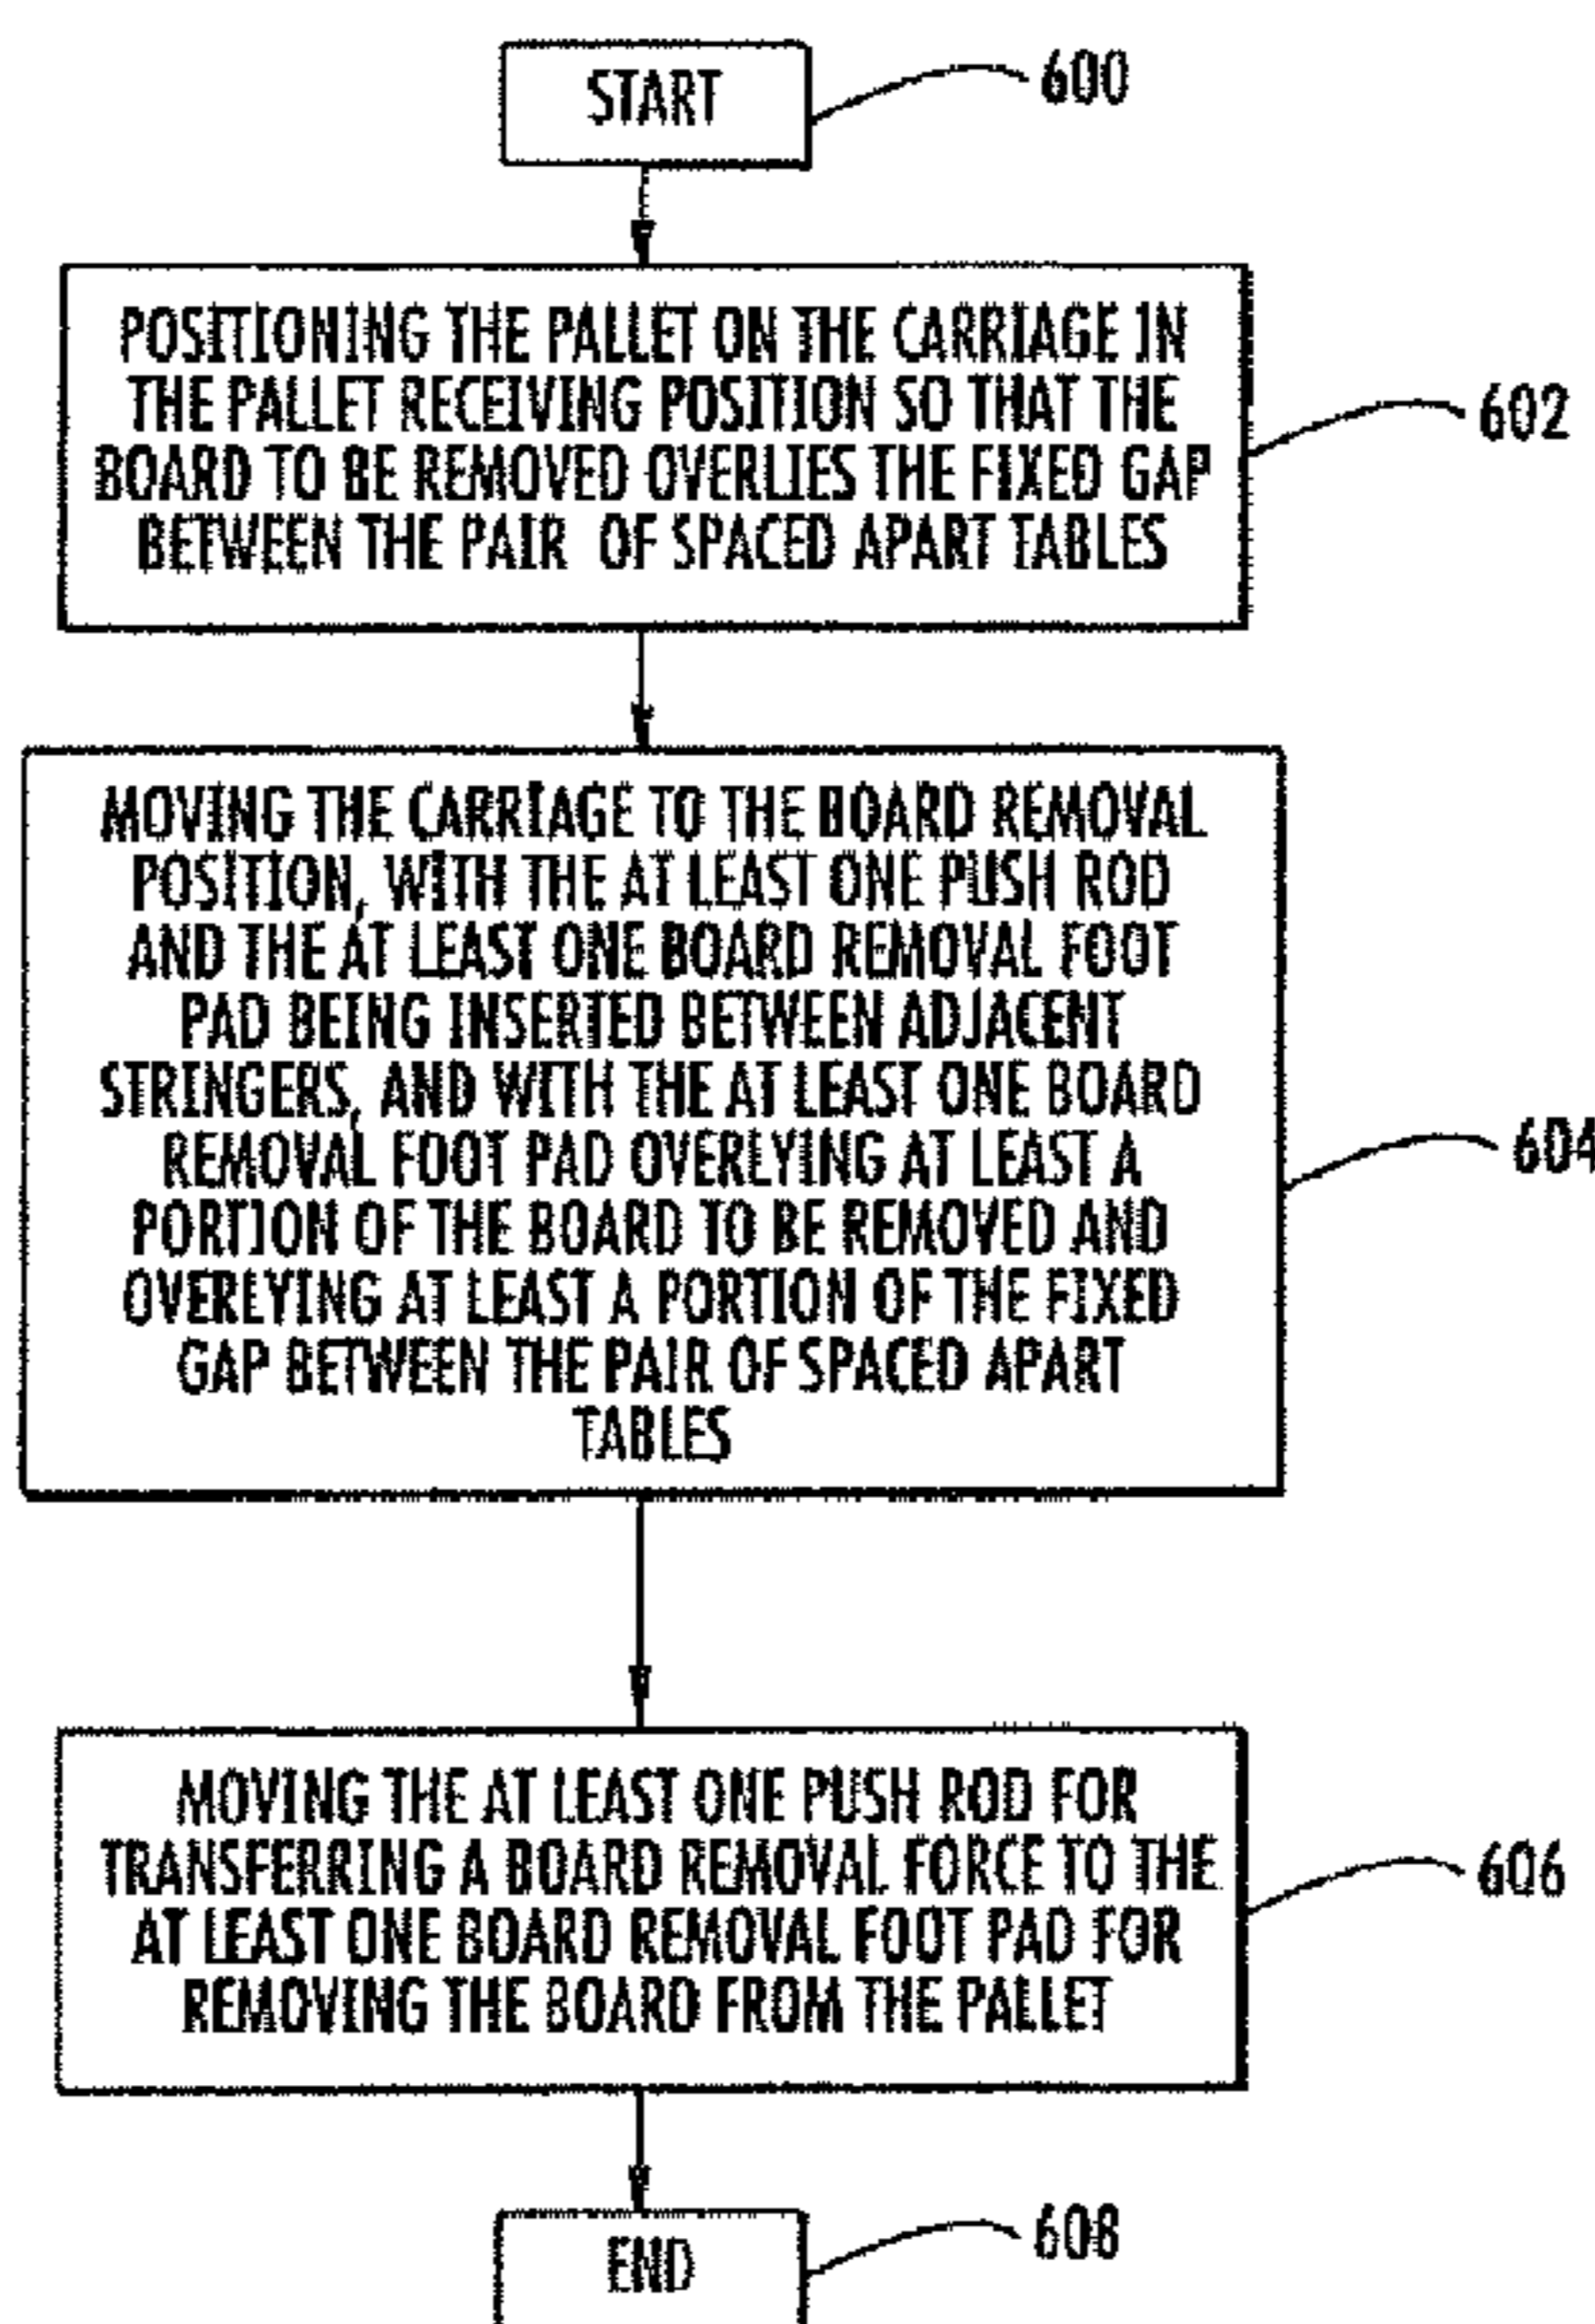 START
600
POSITIONING THE PALLET ON THE CARRIAGE IN
THE PALLET RECEIVING POSITION SO THAT THE
BOARD TO BE REMOVED OVERLIES THE FIXED GAP
BETWEEN THE PAIR OF SPACED APART TABLES
602
MOVING THE CARRIAGE TO THE BOARD REMOVAL
POSITION, WITH THE AT LEAST ONE PUSH ROD
AND THE AT LEAST ONE BOARD REMOVAL FOOT
PAD BEING INSERTED BETWEEN ADJACENT
STRINGERS, AND WITH THE AT LEAST ONE BOARD
REMOVAL FOOT PAD OVERLYING AT LEAST A
PORTION OF THE BOARD TO BE REMOVED AND
OVERLYING AT LEAST A PORTION OF THE FIXED
GAP BETWEEN THE PAIR OF SPACED APART
TABLES
604
MOVING THE AT LEAST ONE PUSH ROD FOR
TRANSFERRING A BOARD REMOVAL FORCE TO THE
AT LEAST ONE BOARD REMOVAL FOOT PAD FOR
REMOVING THE BOARD FROM THE PALLET
606
END
608